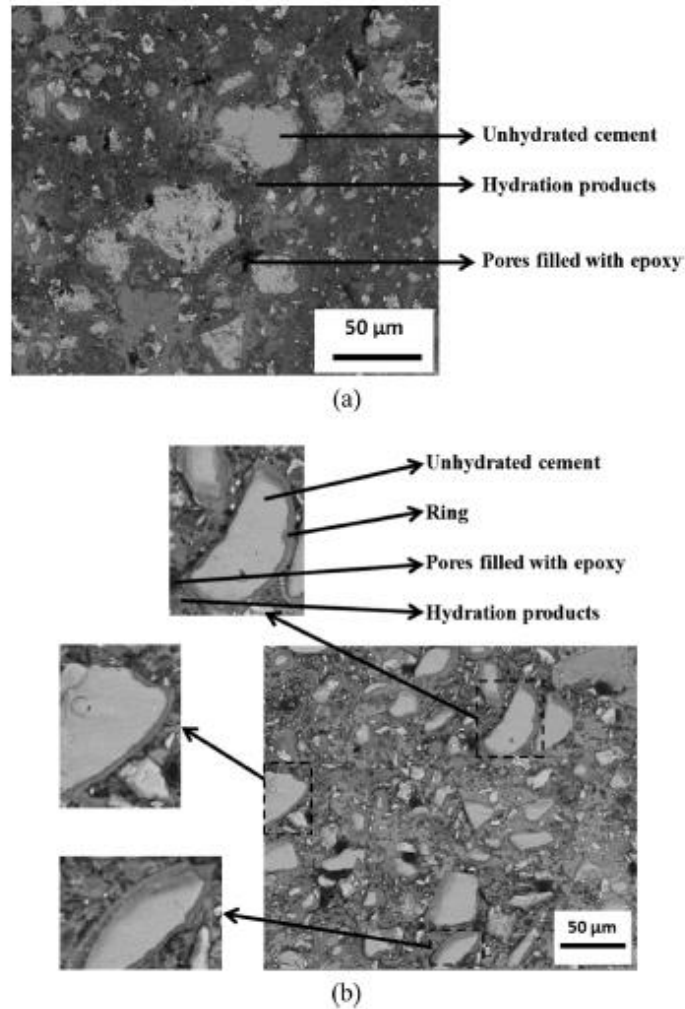 Unhydrated cement
Hydration products
Pores filled with epoxy
50 µm
(a)
Unhydrated cement
Ring
Pores filled with epoxy
Hydration products
50 µm
(b)